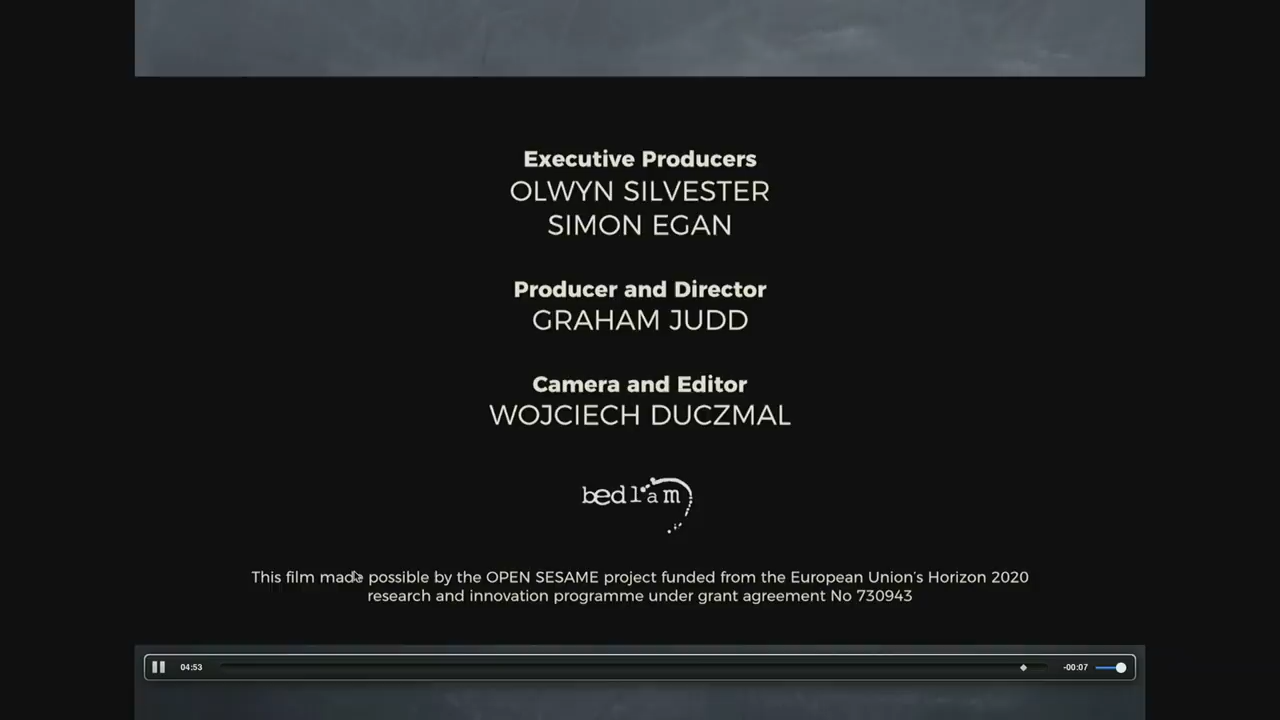 Executive Producers
OLWYN SILVESTER
SIMON EGAN
Producer and Director
GRAHAM JUDD
Camera and Editor
WOJCIECH DUCZMAL
bedlam
This film made possible by the OPEN SESAME project funded from the European Union's Horizon 2020
research and innovation programme under grant agreement No 730943
04:53 -00:07